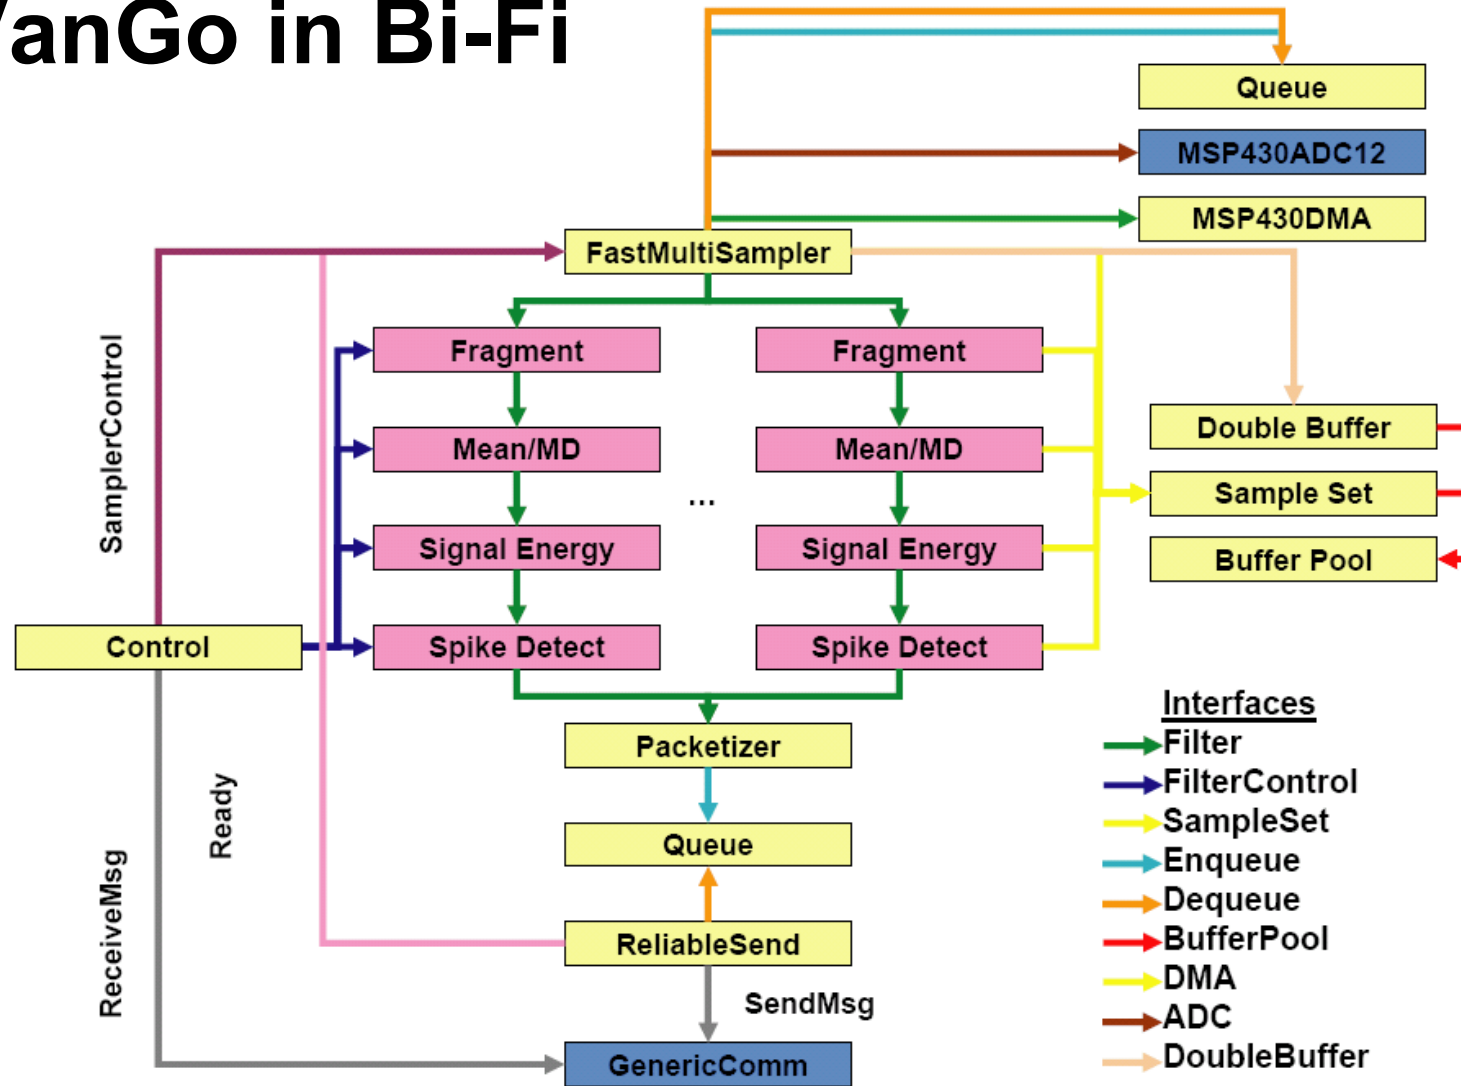 VanGo in Bi-Fi
Queue
MSP430ADC12
MSP430DMA
FastMultiSampler
SamplerControl
Fragment
Fragment
Double Buffer
Mean/MD
Mean/MD
Sample Set
...
Signal Energy
Signal Energy
Buffer Pool
Control
Spike Detect
Spike Detect
Packetizer
Ready
Queue
ReceiveMsg
ReliableSend
SendMsg
GenericComm
Interfaces
Filter
FilterControl
SampleSet
Enqueue
Dequeue
BufferPool
DMA
ADC
DoubleBuffer